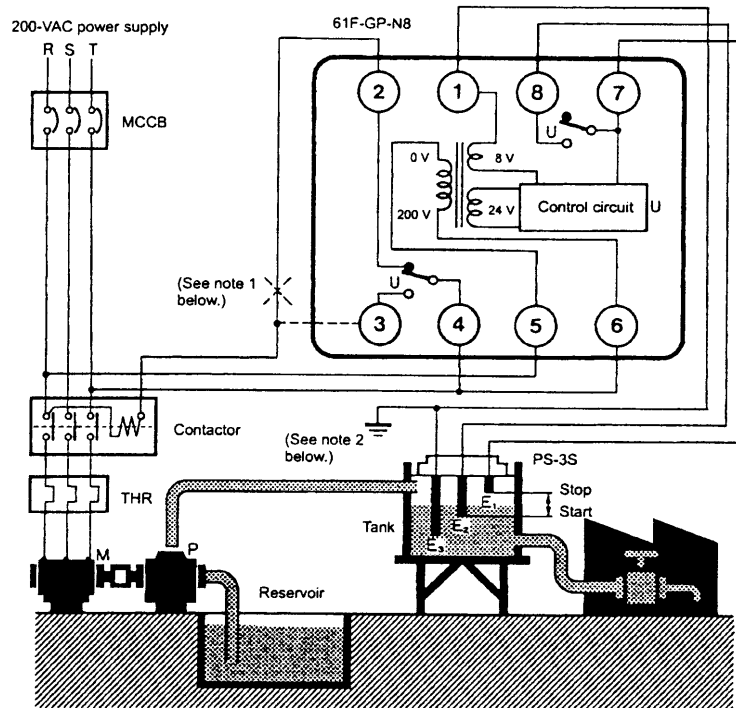 200-VAC power supply
R S T
MCCB
61F-GP-N8
2 1 8 7
U
0 V 8 V
200 V 24 V
Control circuit U
(See note 1
below.)
U
3 4 5 6
Contactor
(See note 2
below.)
PS-3S
THR
E1 Stop
Tank E2 Start
E3
M P
Reservoir